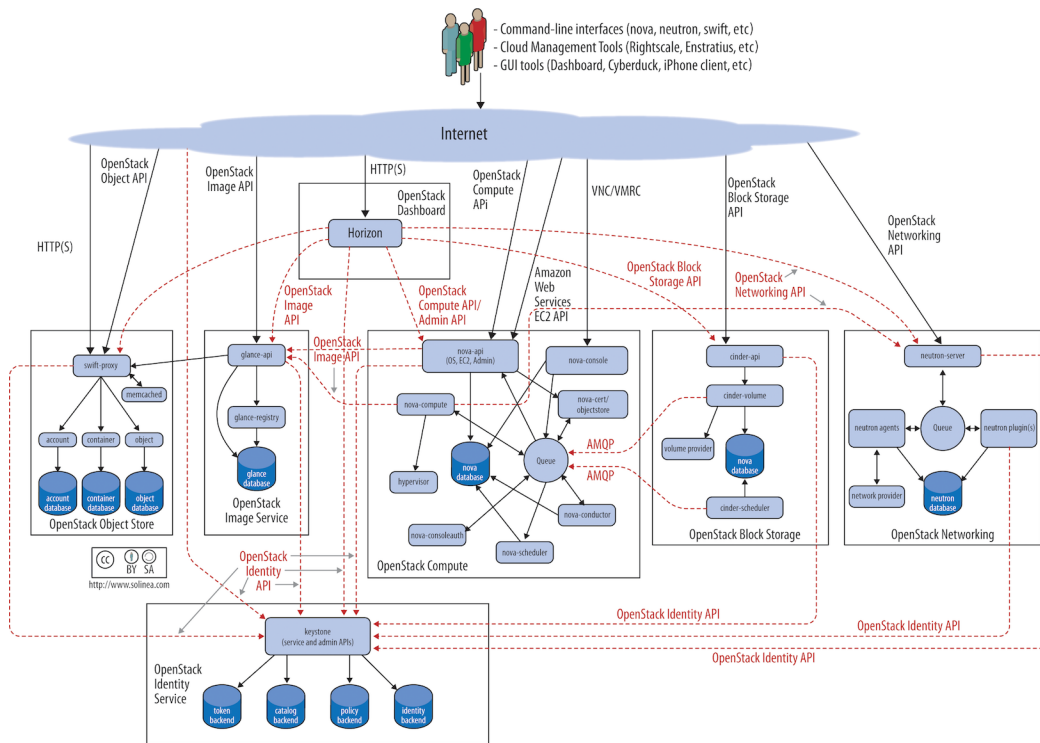 - Command-line interfaces (nova, neutron, swift, etc)
- Cloud Management Tools (Rightscale, Enstratius, etc)
- GUI tools (Dashboard, Cyberduck, iPhone client, etc)
Internet
OpenStack
Object API
OpenStack
Image API
HTTP(S)
OpenStack
Compute
APi
VNC/VMRC
OpenStack
Block Storage
API
OpenStack
Networking
API
HTTP(S)
OpenStack
Dashboard
Horizon
OpenStack
Image
API
OpenStack
Compute API/
Admin API
Amazon
Web
Services
EC2 API
OpenStack Block
Storage API
OpenStack
Networking API
OpenStack
Image API
swift-proxy
memcached
account
container
object
account
database
container
database
object
database
OpenStack Object Store
glance-api
glance-registry
glance
database
OpenStack
Image Service
nova-api
(OS, EC2, Admin)
nova-console
nova-compute
nova-cert/
objectstore
hypervisor
nova
database
Queue
nova-consoleauth
nova-scheduler
nova-conductor
OpenStack Compute
AMQP
AMQP
cinder-api
cinder-volume
volume provider
nova
database
cinder-scheduler
OpenStack Block Storage
neutron-server
neutron agents
Queue
neutron plugin(s)
network provider
neutron
database
OpenStack Networking
cc
BY SA
http://www.solinea.com
OpenStack
Identity
API
OpenStack Identity API
OpenStack Identity API
OpenStack Identity API
keystone
(service and admin APIs)
OpenStack
Identity
Service
token
backend
catalog
backend
policy
backend
identity
backend